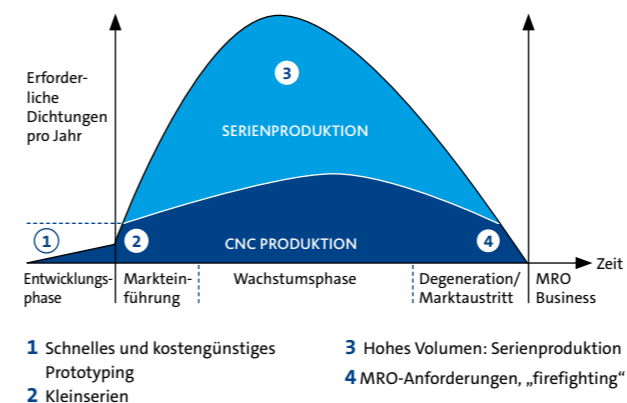 Erforder-
liche
Dichtungen
pro Jahr
3
SERIENPRODUKTION
1
2
CNC PRODUKTION
4
Zeit
Entwicklungs-
phase
Marktein-
führung
Wachstumsphase
Degeneration/
Marktaustritt
MRO
Business
1 Schnelles und kostengünstiges
Prototyping
2 Kleinserien
3 Hohes Volumen: Serienproduktion
4 MRO-Anforderungen, „firefighting“